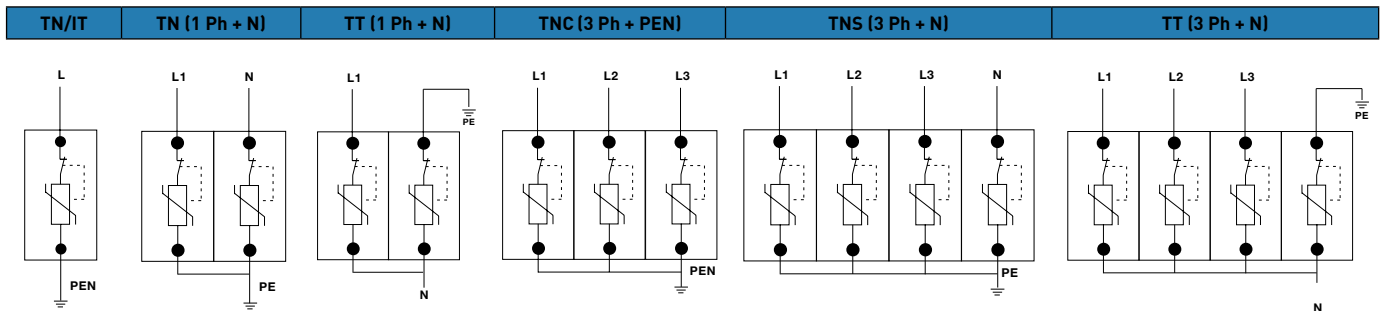 TN/IT TN (1 Ph + N) TT (1 Ph + N) TNC (3 Ph + PEN) TNS (3 Ph + N) TT (3 Ph + N)
L L1 N L1 L1 L2 L3 L1 L2 L3 N L1 L2 L3
PE PE
PEN PE N PEN PE N